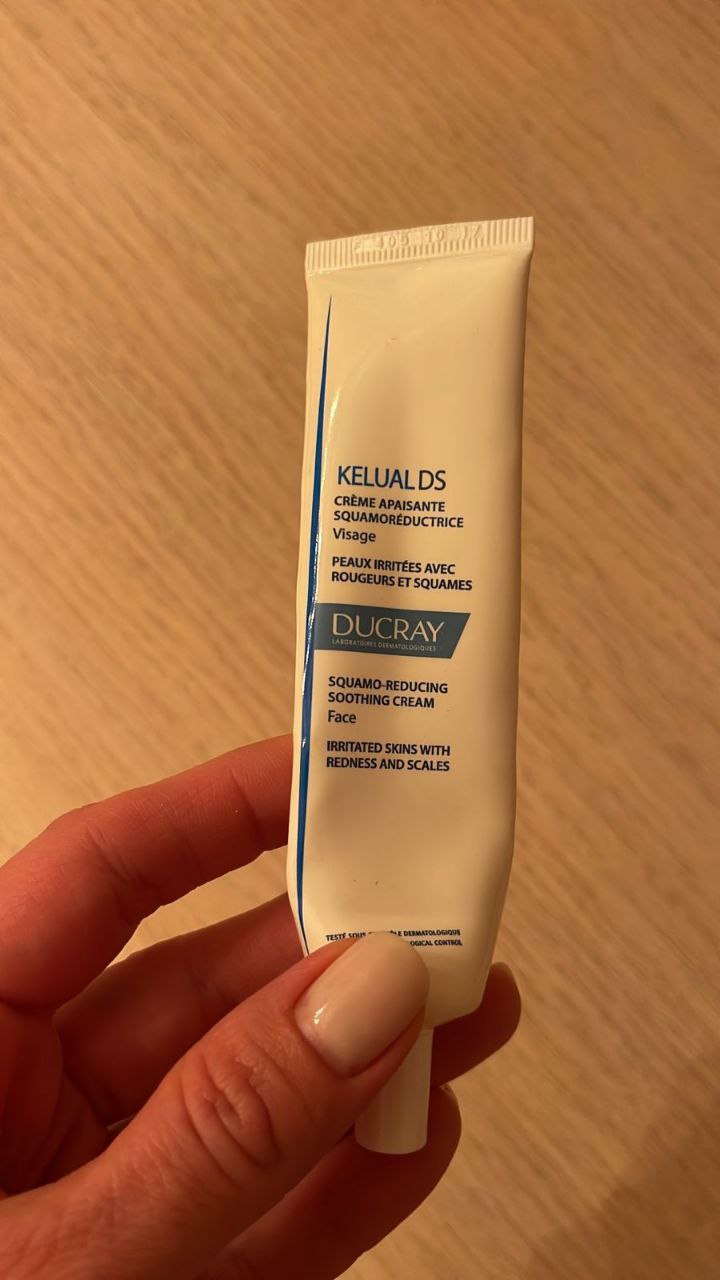 KELUAL DS
CRÈME APAISANTE
SQUAMORÉDUCTRICE
Visage
PEAUX IRRITÉES AVEC
ROUGEURS ET SQUAMES
DUCRAY
LABORATOIRES DERMATOLOGIQUES
SQUAMO-REDUCING
SOOTHING CREAM
Face
IRRITATED SKINS WITH
REDNESS AND SCALES
TESTÉ SOUS DERMATOLOGIQUE
CONTROL